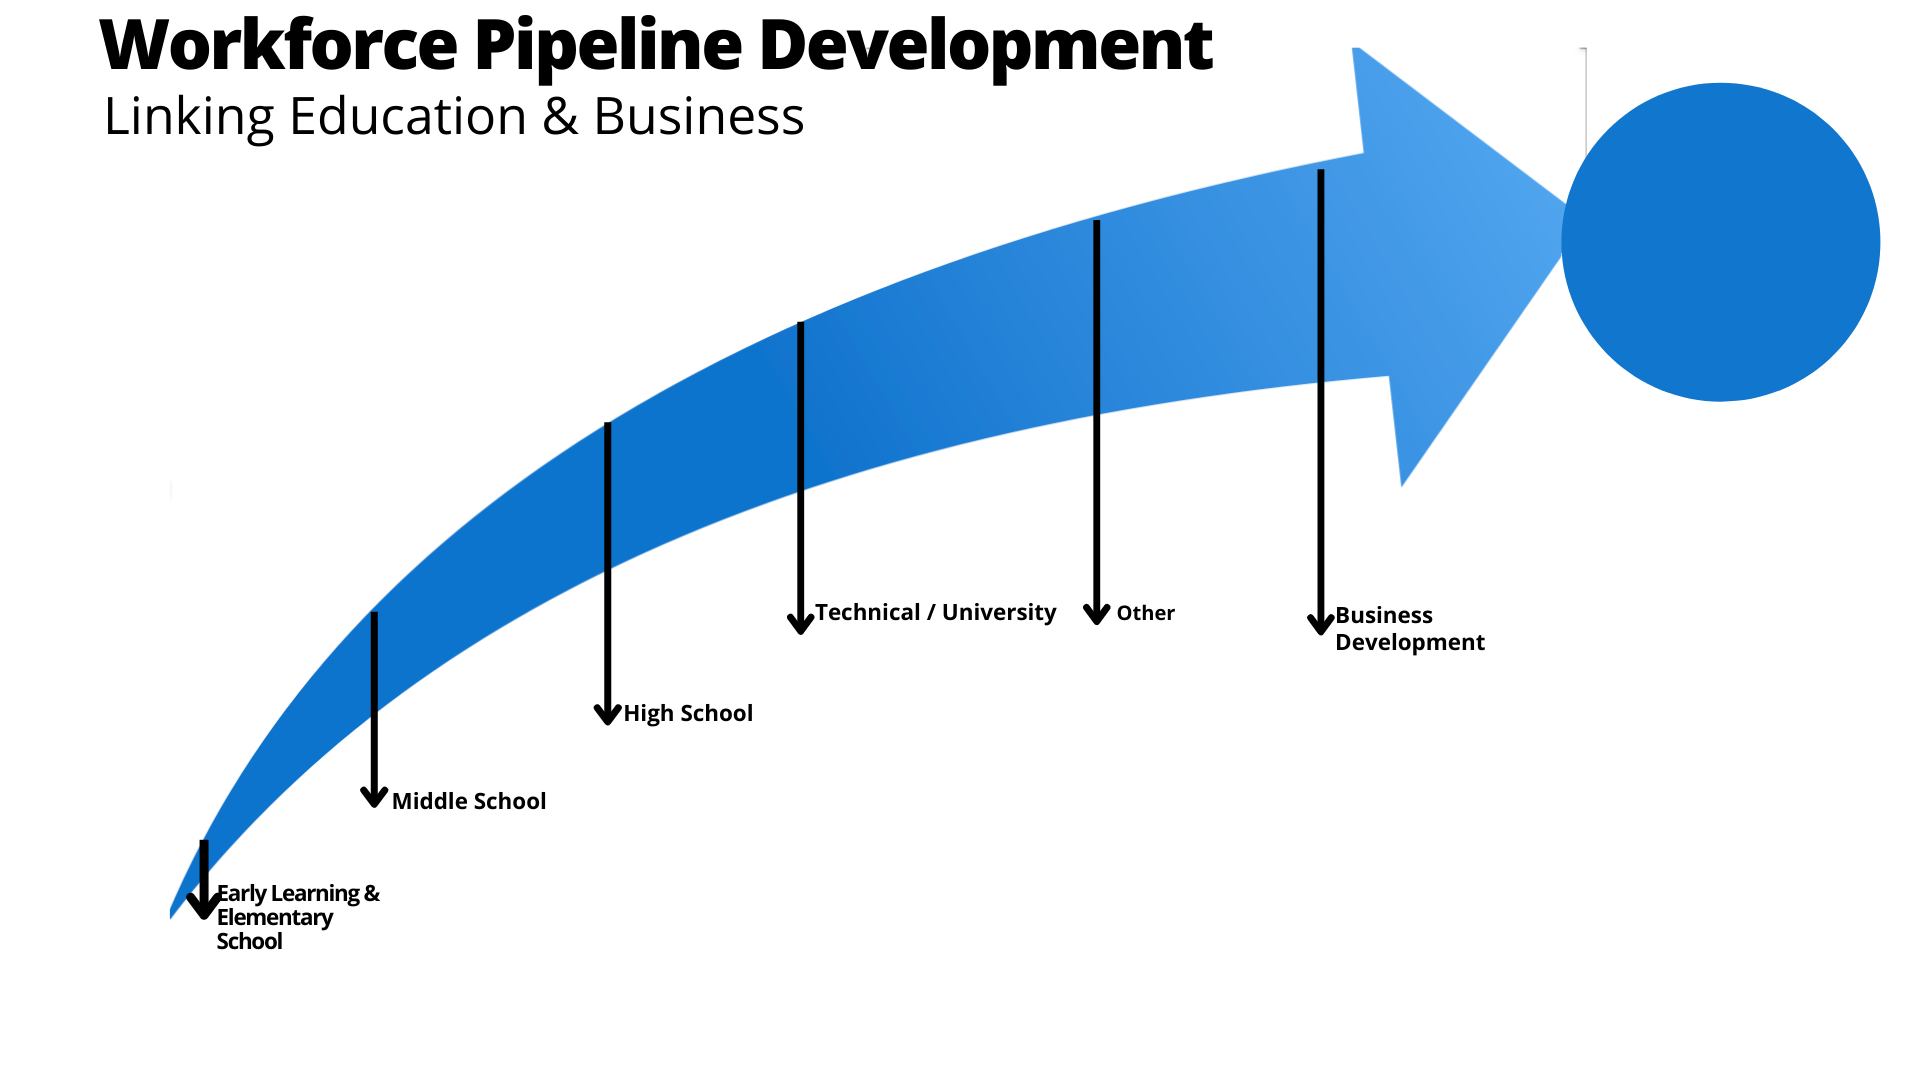 Workforce Pipeline Development
Linking Education & Business
Technical / University
Other
Business
Development
High School
Middle School
Early Learning &
Elementary
School